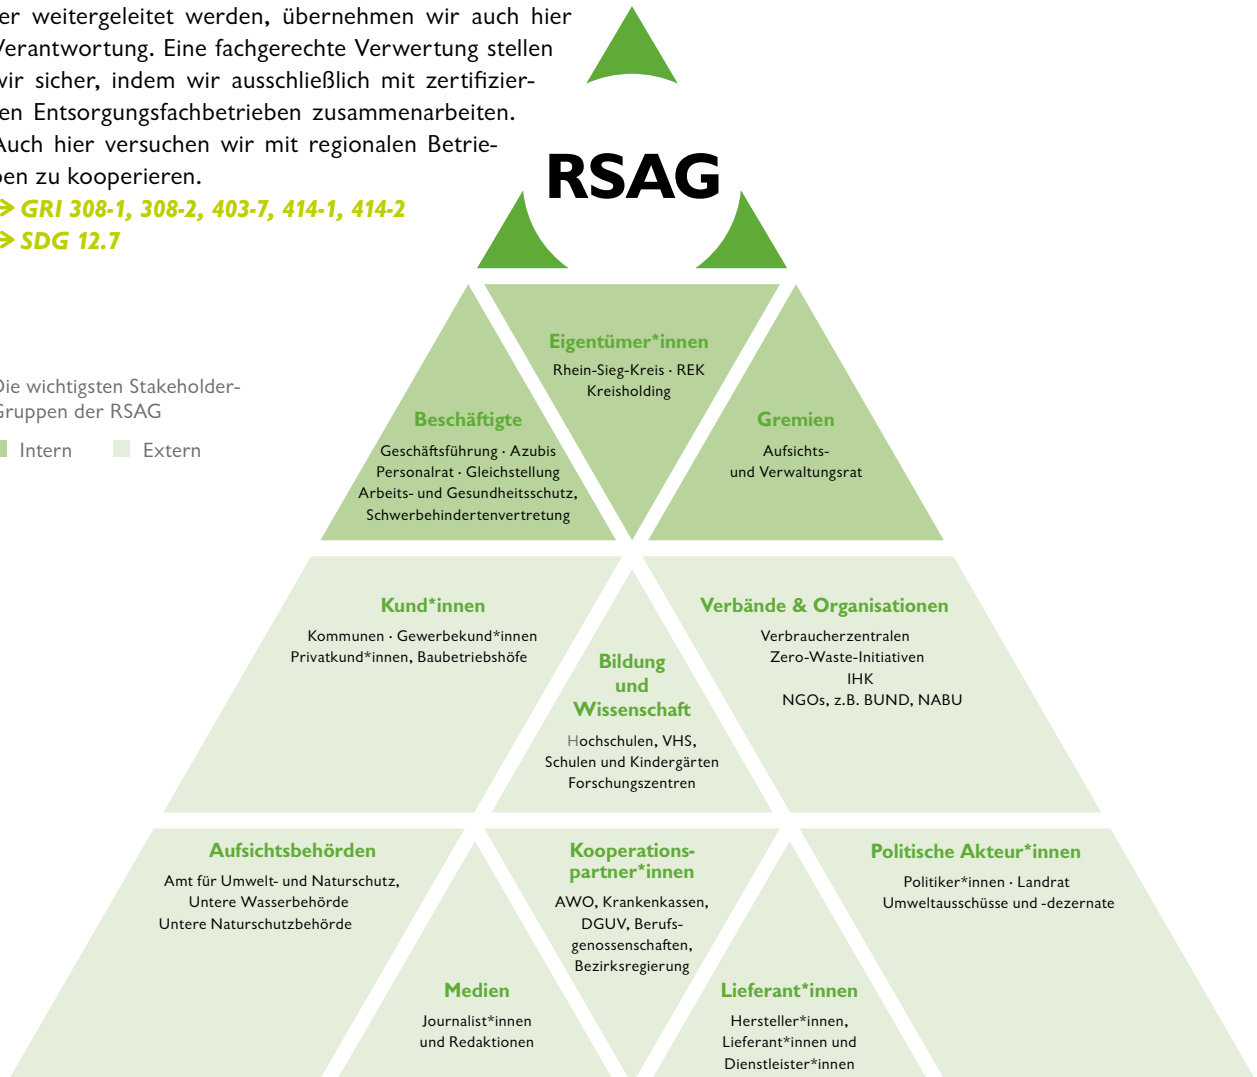 er weitergeleitet werden, übernehmen wir auch hier
Verantwortung. Eine fachgerechte Verwertung stellen
wir sicher, indem wir ausschließlich mit zertifizier-
en Entsorgungsfachbetrieben zusammenarbeiten.
Auch hier versuchen wir mit regionalen Betrie-
ben zu kooperieren.
→ GRI 308-1, 308-2, 403-7, 414-1, 414-2
→ SDG 12.7
RSAG
Die wichtigsten Stakeholder-
Gruppen der RSAG
Intern Extern
Eigentümer*innen
Rhein-Sieg-Kreis · REK
Kreisholding
Beschäftigte
Geschäftsführung · Azubis
Personalrat · Gleichstellung
Arbeits- und Gesundheitsschutz,
Schwerbehindertenvertretung
Gremien
Aufsichts-
und Verwaltungsrat
Kund*innen
Kommunen · Gewerbekund*innen
Privatkund*innen, Baubetriebshöfe
Bildung
und
Wissenschaft
Hochschulen, VHS,
Schulen und Kindergärten
Forschungszentren
Verbände & Organisationen
Verbraucherzentralen
Zero-Waste-Initiativen
IHK
NGOs, z.B. BUND, NABU
Aufsichtsbehörden
Amt für Umwelt- und Naturschutz,
Untere Wasserbehörde
Untere Naturschutzbehörde
Medien
Journalist*innen
und Redaktionen
Kooperations-
partner*innen
AWO, Krankenkassen,
DGUV, Berufs-
genossenschaften,
Bezirksregierung
Lieferant*innen
Hersteller*innen,
Lieferant*innen und
Dienstleister*innen
Politische Akteur*innen
Politiker*innen · Landrat
Umweltausschüsse und -dezernate